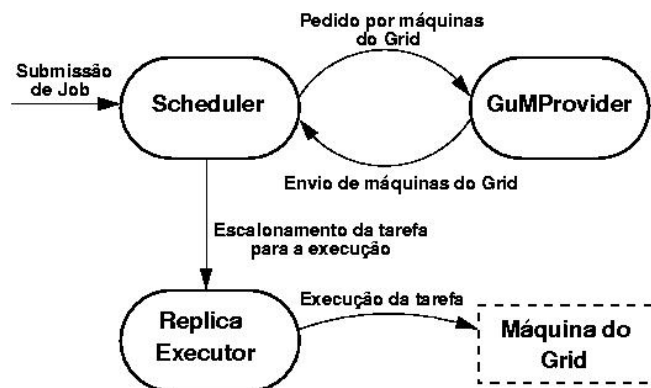 Pedido por máquinas
do Grid
Submissão
de Job
Scheduler
GuMProvider
Envio de máquinas do Grid
Escalonamento da tarefa
para a execução
Execução da tarefa
Replica
Executor
Máquina do
Grid